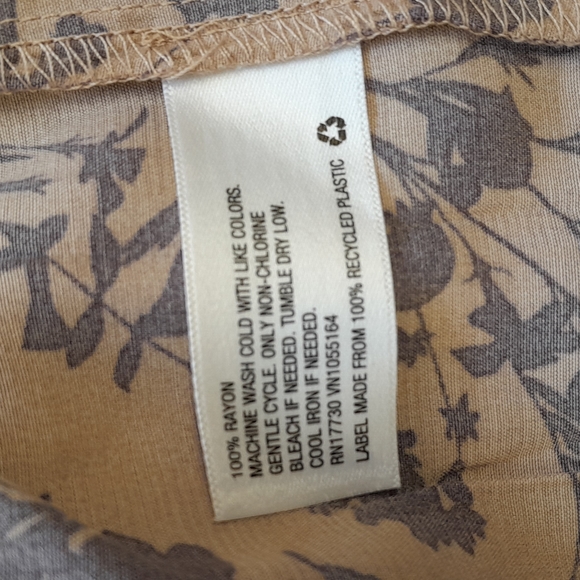 100% RAYON
MACHINE WASH COLD WITH LIKE COLORS.
GENTLE CYCLE. ONLY NON-CHLORINE
BLEACH IF NEEDED. TUMBLE DRY LOW.
COOL IRON IF NEEDED.
RN17730 VN1055164
LABEL MADE FROM 100% RECYCLED PLASTIC